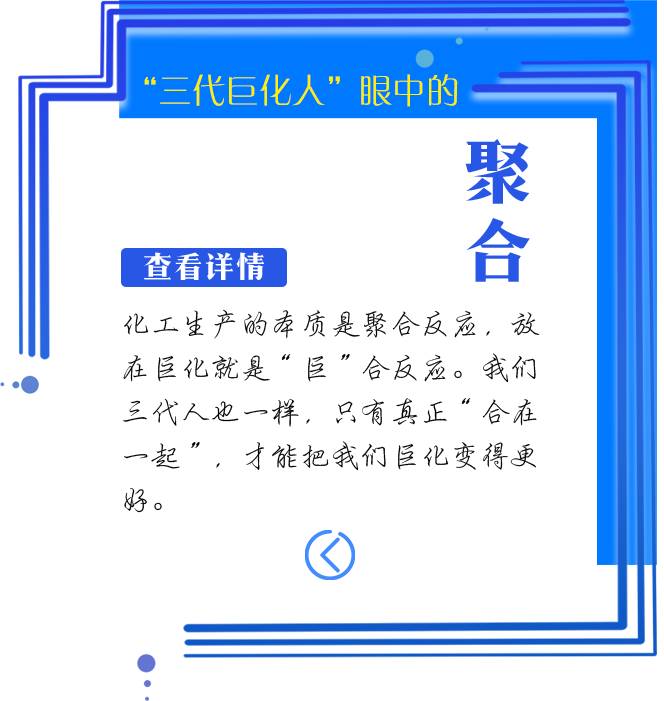 “三代巨化人”眼中的
聚合
查看详情
化工生产的本质是聚合反应，放
在巨化就是“巨”合反应。我们
三代人也一样，只有真正“合在
一起”，才能把我们巨化变得更
好。